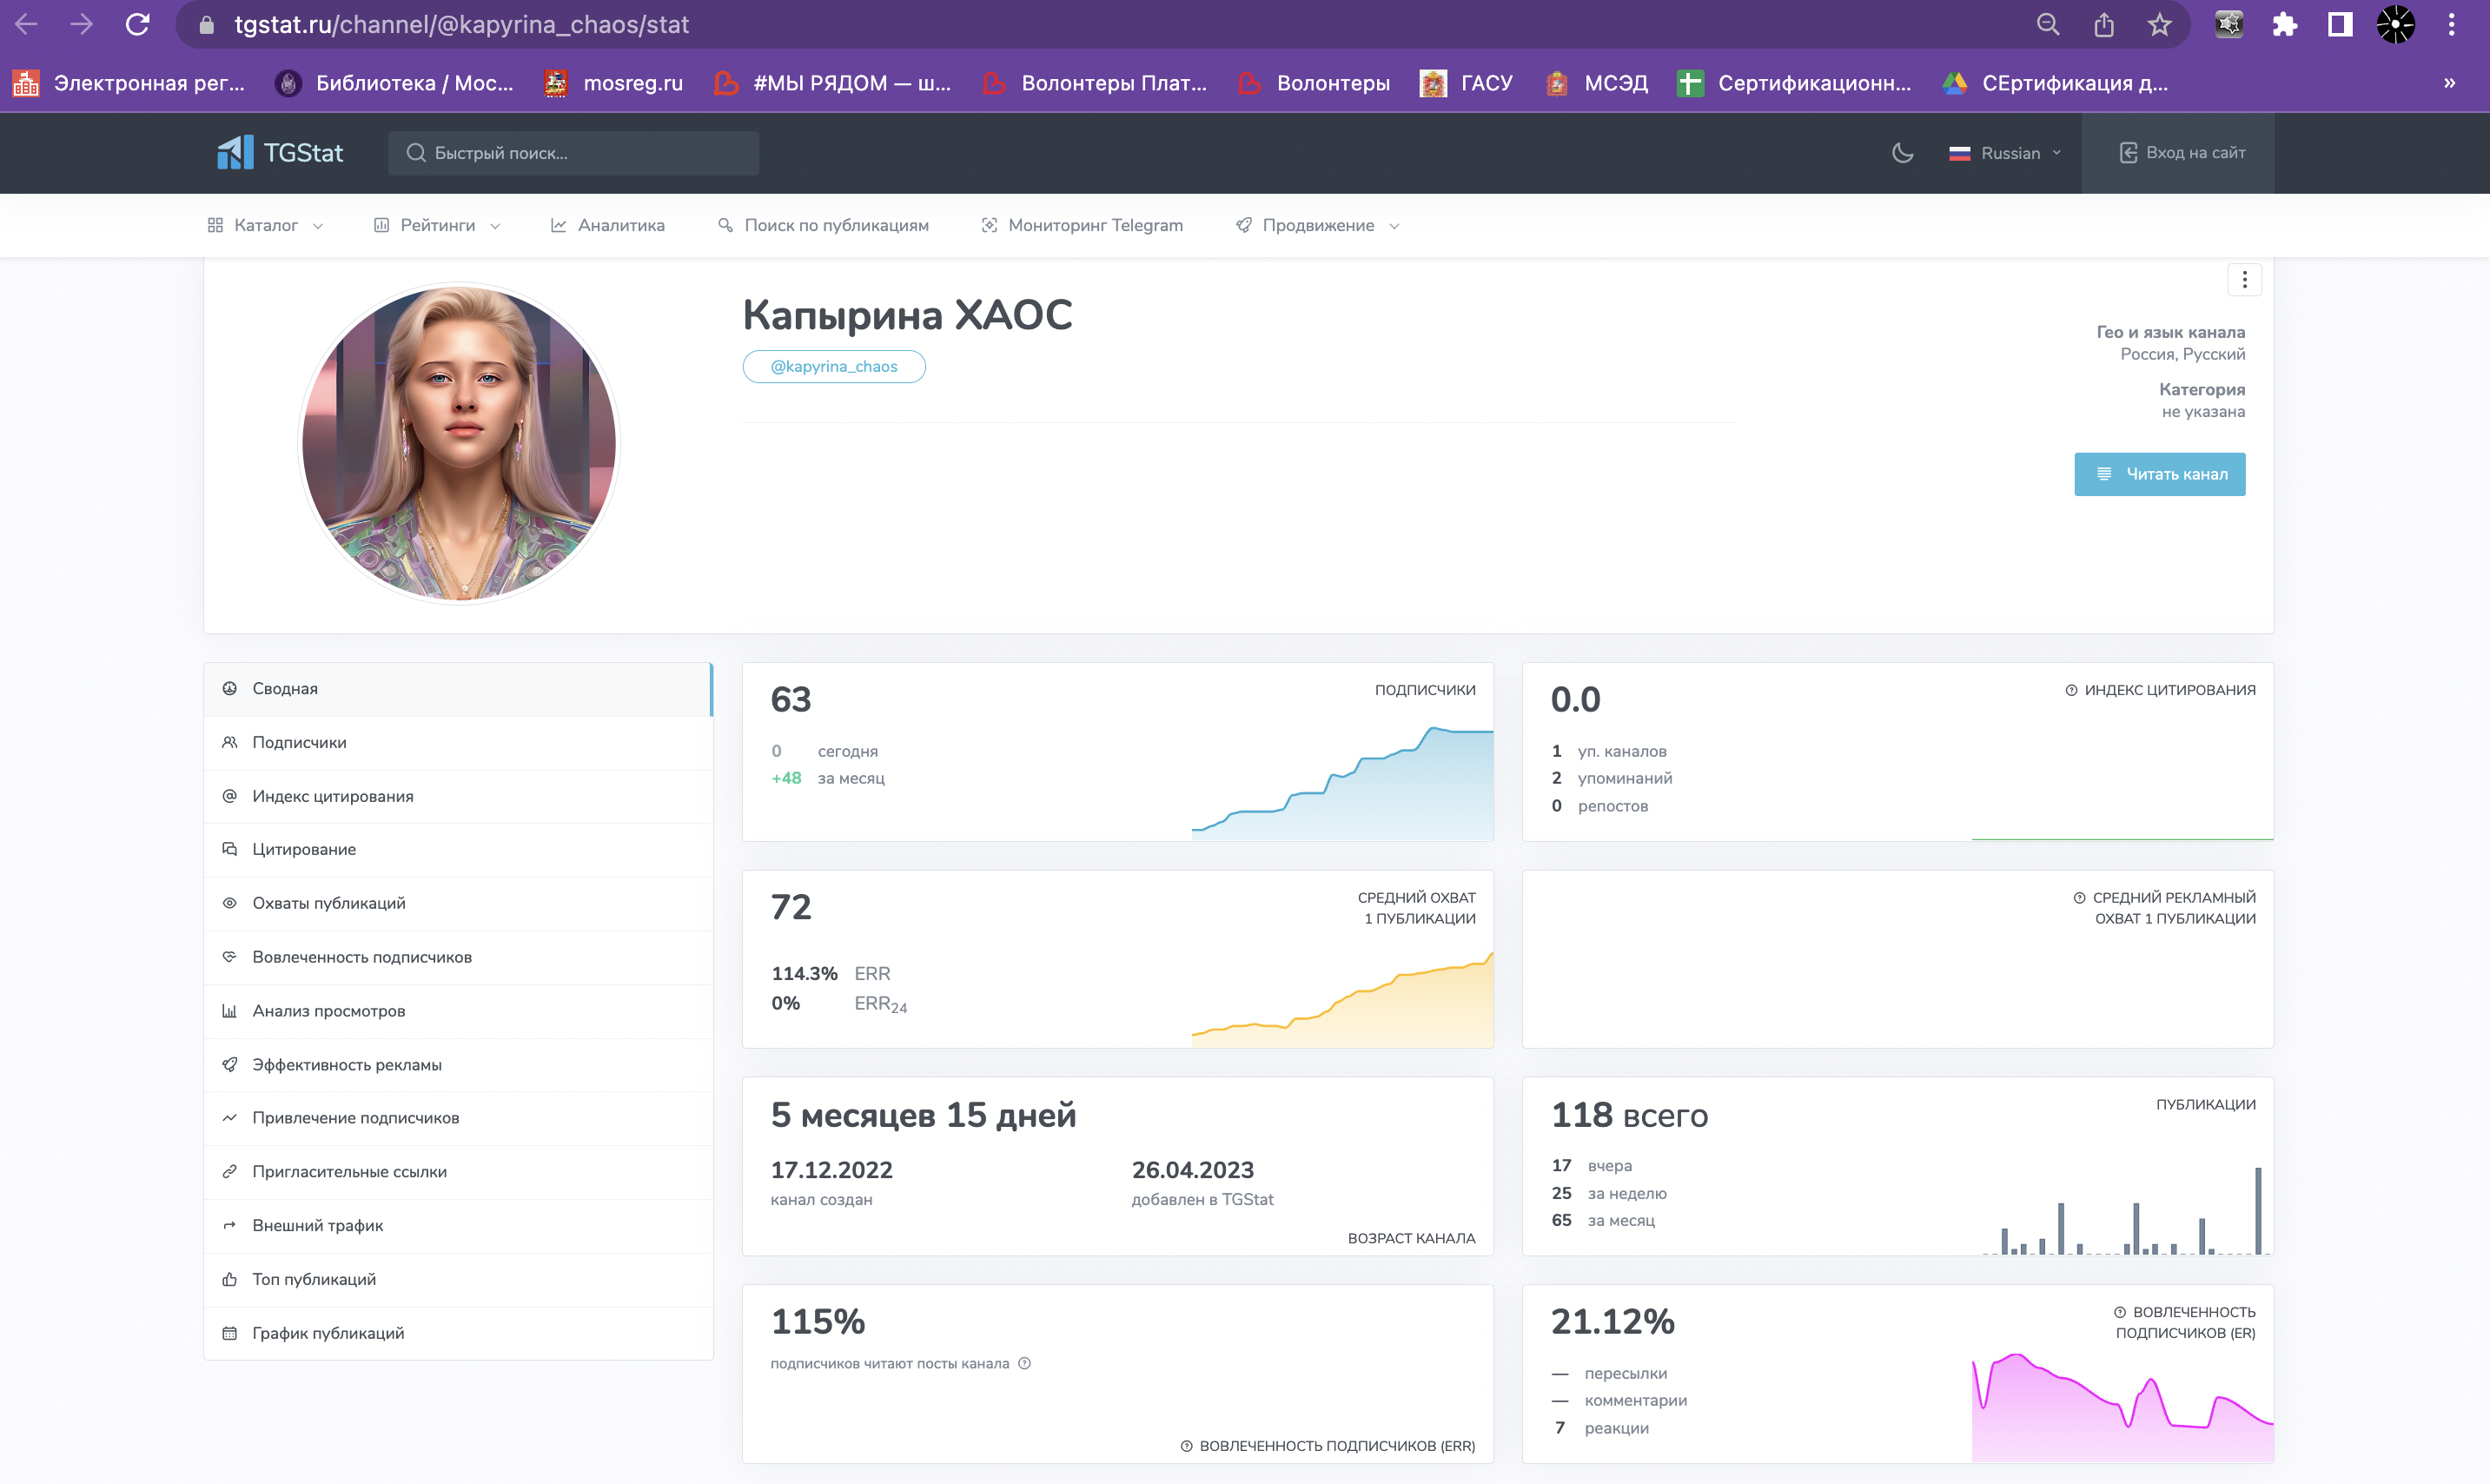 tgstat.ru/channel/@kapyrina_chaos/stat
Электронная рег...
Библиотека / Мос...
mosreg.ru
#МЫ РЯДОМ — ш...
Волонтеры Плат...
Волонтеры
ГАСУ
МСЭД
Сертификационн...
СЕртификация д...
»
TGStat
Быстрый поиск...
Russian
Вход на сайт
Каталог
Рейтинги
Аналитика
Поиск по публикациям
Мониторинг Telegram
Продвижение
Капырина ХАОС
@kapyrina_chaos
Гео и язык канала
Россия, Русский
Категория
не указана
Читать канал
Сводная
Подписчики
Индекс цитирования
Цитирование
Охваты публикаций
Вовлеченность подписчиков
Анализ просмотров
Эффективность рекламы
Привлечение подписчиков
Пригласительные ссылки
Внешний трафик
Топ публикаций
График публикаций
63
ПОДПИСЧИКИ
0 сегодня
+48 за месяц
0.0
ИНДЕКС ЦИТИРОВАНИЯ
1 уп. каналов
2 упоминаний
0 репостов
72
СРЕДНИЙ ОХВАТ
1 ПУБЛИКАЦИИ
114.3% ERR
0% ERR24
СРЕДНИЙ РЕКЛАМНЫЙ
ОХВАТ 1 ПУБЛИКАЦИИ
5 месяцев 15 дней
17.12.2022
канал создан
26.04.2023
добавлен в TGStat
ВОЗРАСТ КАНАЛА
118 всего
ПУБЛИКАЦИИ
17 вчера
25 за неделю
65 за месяц
115%
подписчиков читают посты канала
ВОВЛЕЧЕННОСТЬ ПОДПИСЧИКОВ (ERR)
21.12%
ВОВЛЕЧЕННОСТЬ
ПОДПИСЧИКОВ (ER)
— пересылки
— комментарии
7 реакции